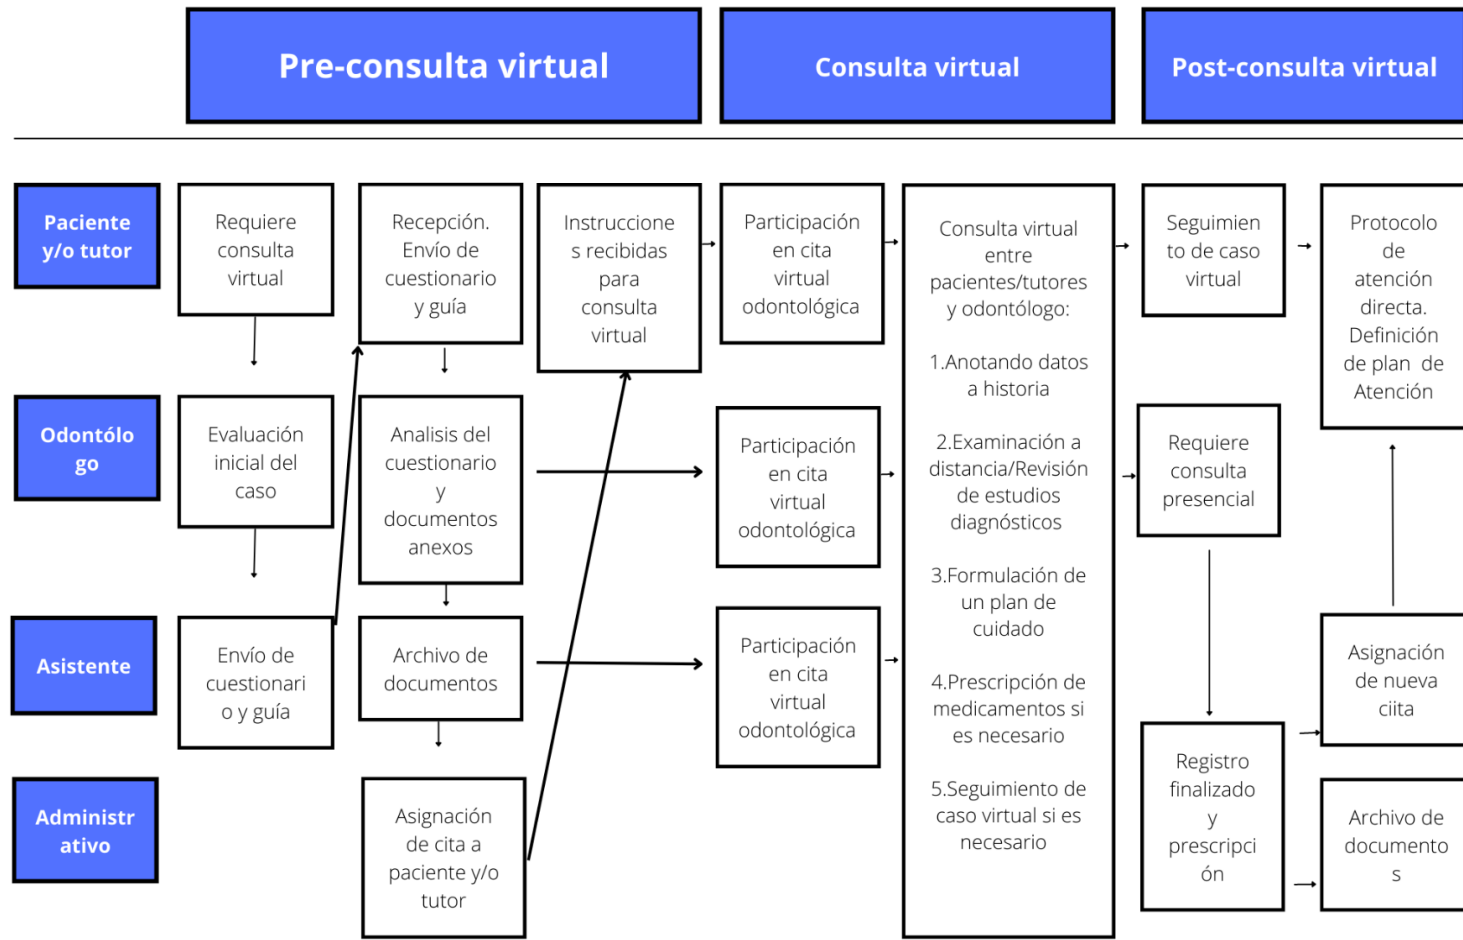 Pre-consulta virtual
Consulta virtual
Post-consulta virtual
Paciente
y/o tutor
Requiere
consulta
virtual
Recepción.
Envío de
cuestionario
y guía
Instruccione
s recibidas
para
consulta
virtual
Participación
en cita
virtual
odontológica
Consulta virtual
entre
pacientes/tutores
y odontólogo:
1.Anotando datos
a historia
2.Examinación a
distancia/Revisión
de estudios
diagnósticos
3.Formulación de
un plan de
cuidado
4.Prescripción de
medicamentos si
es necesario
5.Seguimiento de
caso virtual si es
necesario
Seguimien
to de caso
virtual
Protocolo
de
atención
directa.
Definición
de plan de
Atención
Odontólo
go
Evaluación
inicial del
caso
Analisis del
cuestionario
y
documentos
anexos
Participación
en cita
virtual
odontológica
Requiere
consulta
presencial
Asistente
Envío de
cuestionari
o y guía
Archivo de
documentos
Participación
en cita
virtual
odontológica
Asignación
de nueva
ciita
Administr
ativo
Asignación
de cita a
paciente y/o
tutor
Registro
finalizado
y
prescripci
ón
Archivo de
documento
s